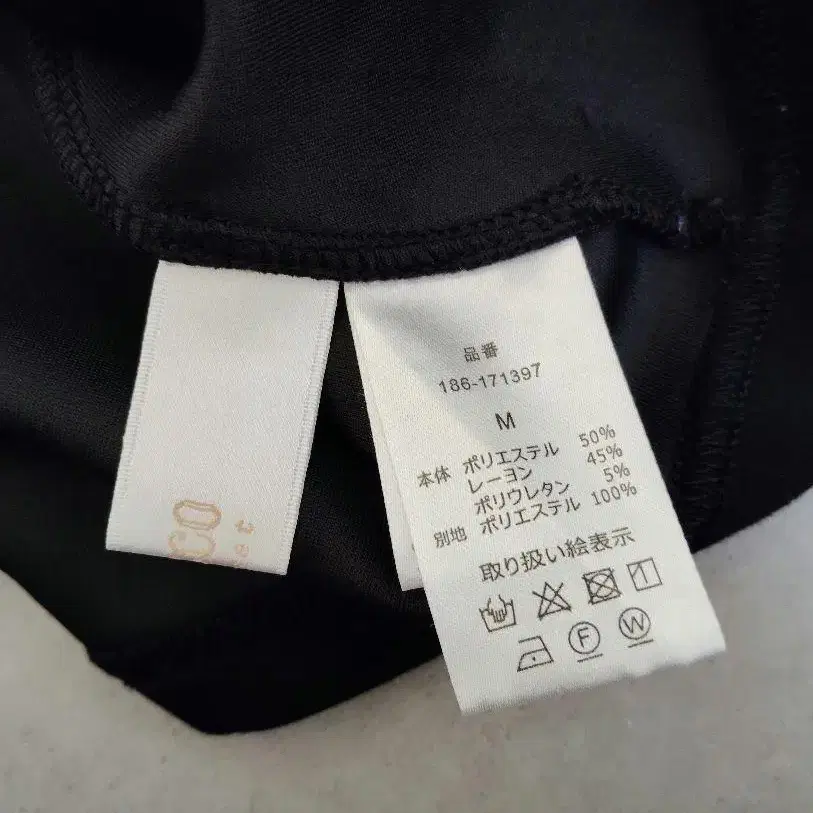 品番
186-171397
M
本体 ポリエステル 50%
レーヨン 45%
ポリウレタン 5%
別地 ポリエステル 100%
取り扱い絵表示
F W